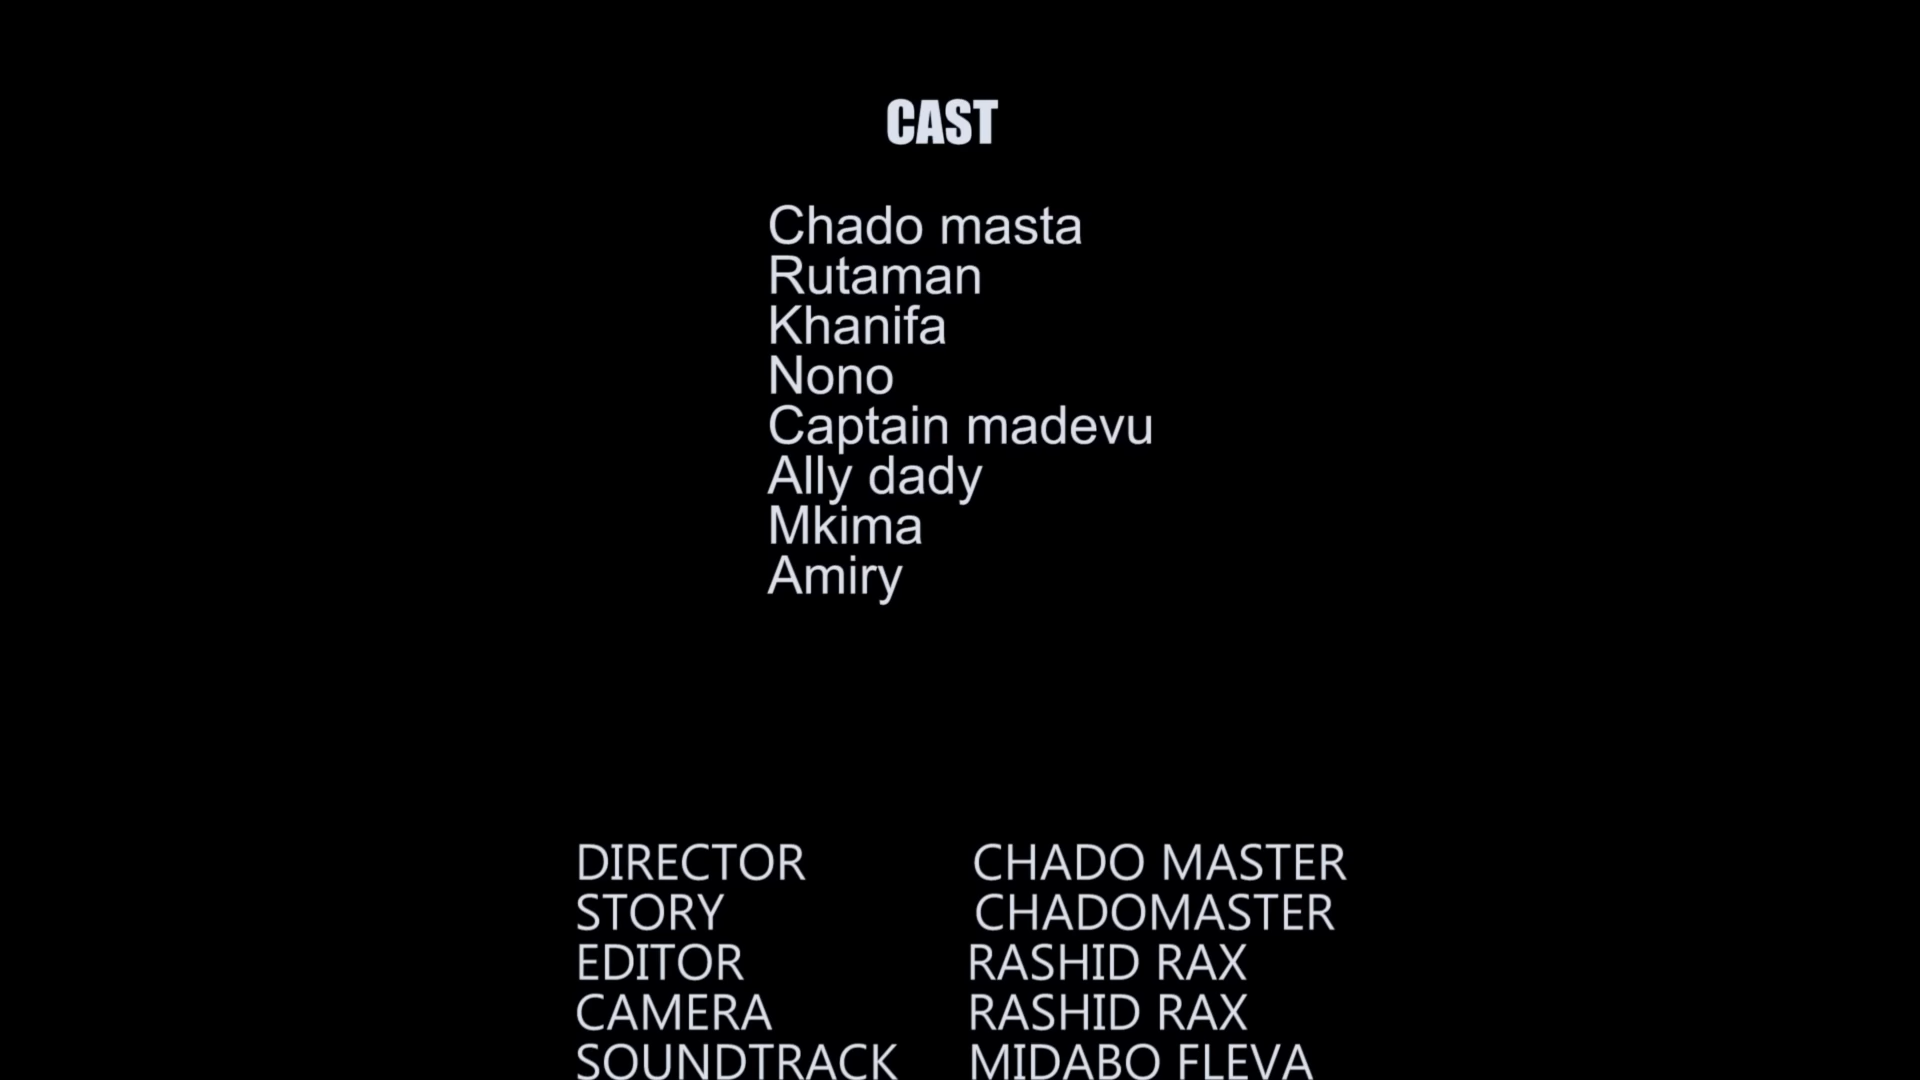 CAST
Chado masta
Rutaman
Khanifa
Nono
Captain madevu
Ally dady
Mkima
Amiry
DIRECTOR CHADO MASTER
STORY CHADOMASTER
EDITOR RASHID RAX
CAMERA RASHID RAX
SOUNDTRACK MIDABO FLEVA